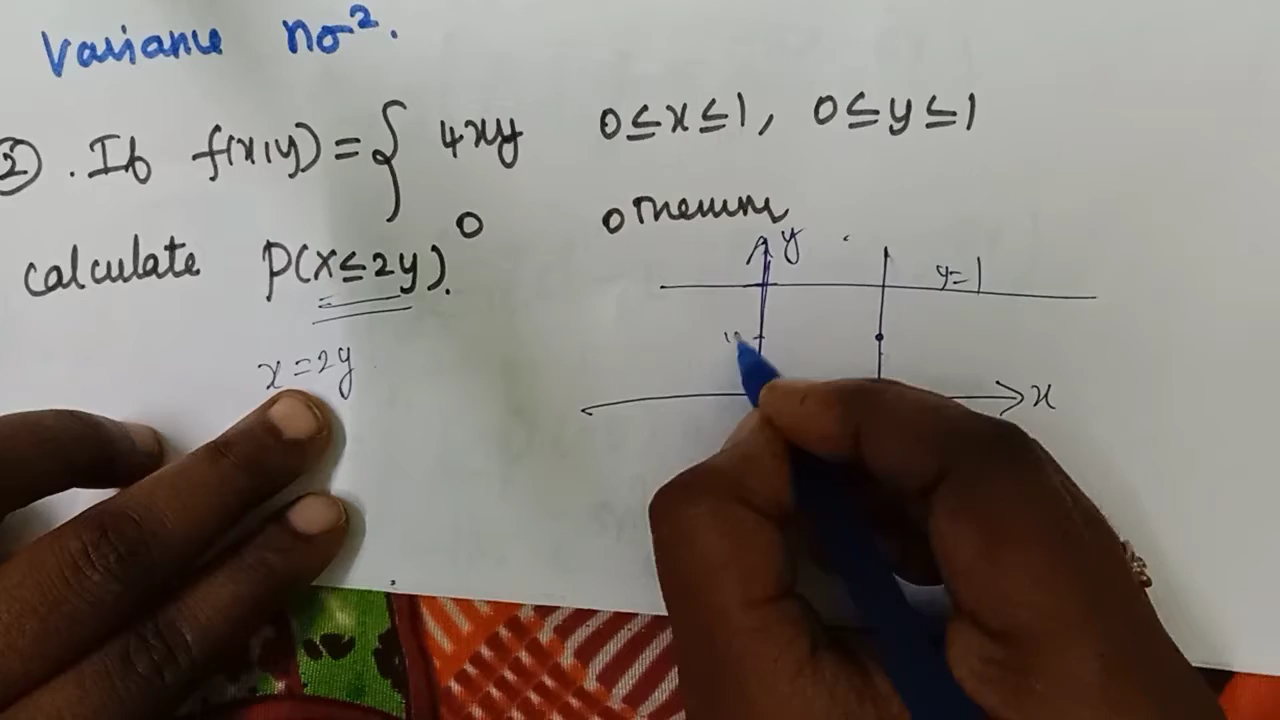 Variance nσ².
② . If f(x,y) = { 4xy 0≤x≤1, 0≤y≤1
0 otherwise
calculate P(X≤2y).
y
y=1
x=2y
x